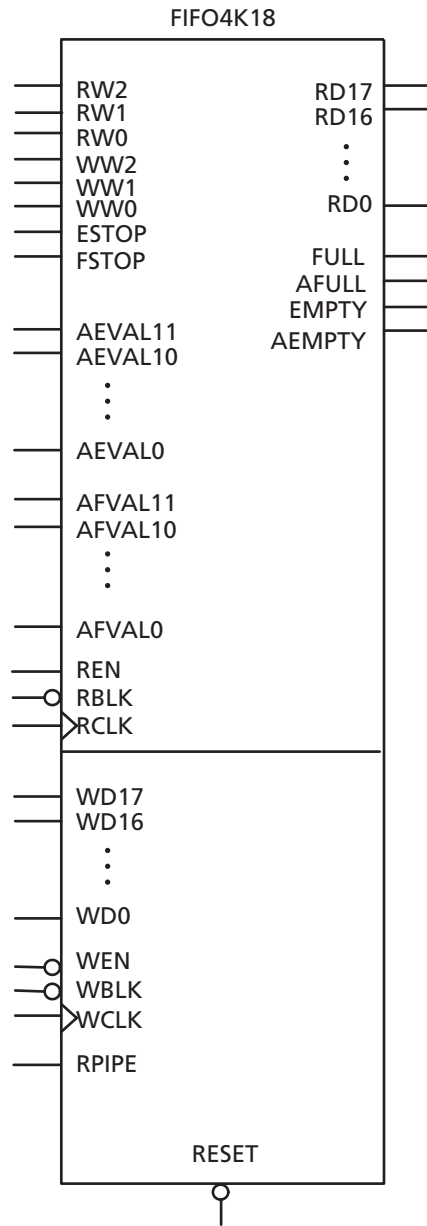 FIFO4K18
RW2
RW1
RW0
WW2
WW1
WW0
ESTOP
FSTOP
AEVAL11
AEVAL10
AEVAL0
AFVAL11
AFVAL10
AFVAL0
REN
RBLK
RCLK
WD17
WD16
WD0
WEN
WBLK
WCLK
RPIPE
RD17
RD16
RD0
FULL
AFULL
EMPTY
AEMPTY
RESET